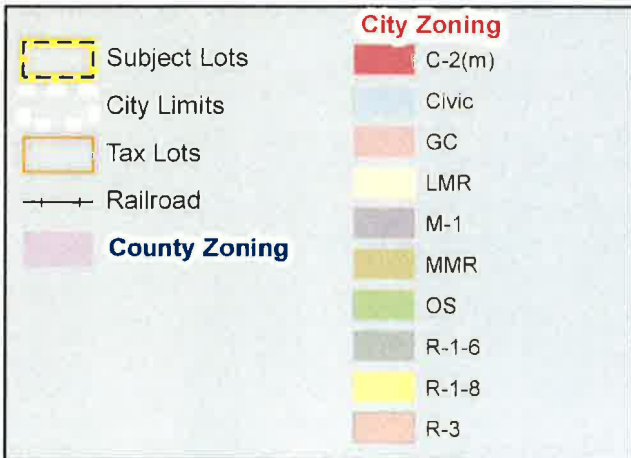 Subject Lots
City Limits
Tax Lots
Railroad
County Zoning
City Zoning
C-2(m)
Civic
GC
LMR
M-1
MMR
OS
R-1-6
R-1-8
R-3